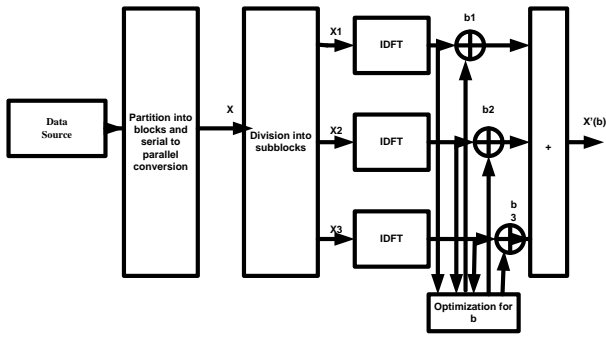 X1
IDFT
b1
Data
Source
Partition into
blocks and
serial to
parallel
conversion
X
Division into
subblocks
X2
IDFT
b2
+
X'(b)
X3
IDFT
b
3
Optimization for
b